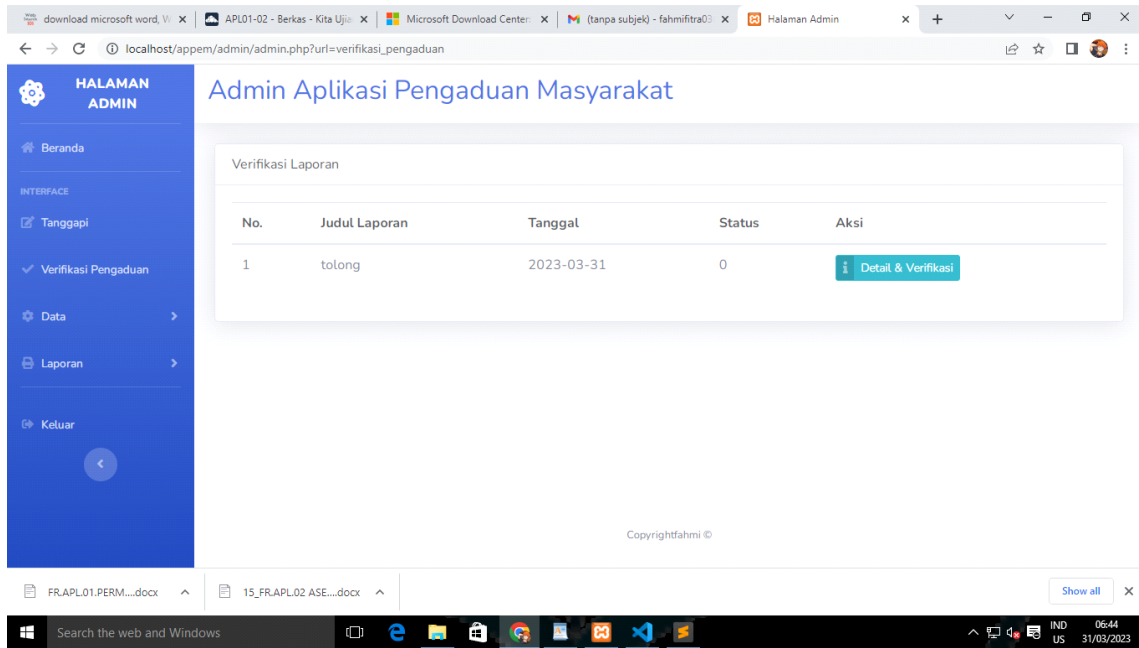 download microsoft word, W
APL01-02 - Berkas - Kita Ujia
Microsoft Download Center:
(tanpa subjek) - fahmifitra03
Halaman Admin
localhost/appem/admin/admin.php?url=verifikasi_pengaduan
HALAMAN
ADMIN
Admin Aplikasi Pengaduan Masyarakat
Beranda
Verifikasi Laporan
INTERFACE
No. Judul Laporan Tanggal Status Aksi
Tanggapi
1 tolong 2023-03-31 0 Detail & Verifikasi
Verifikasi Pengaduan
Data
Laporan
Keluar
Copyrightfahmi ©
FR.APL.01.PERM....docx
15_FR.APL.02 ASE....docx
Show all
Search the web and Windows
IND 06:44
US 31/03/2023